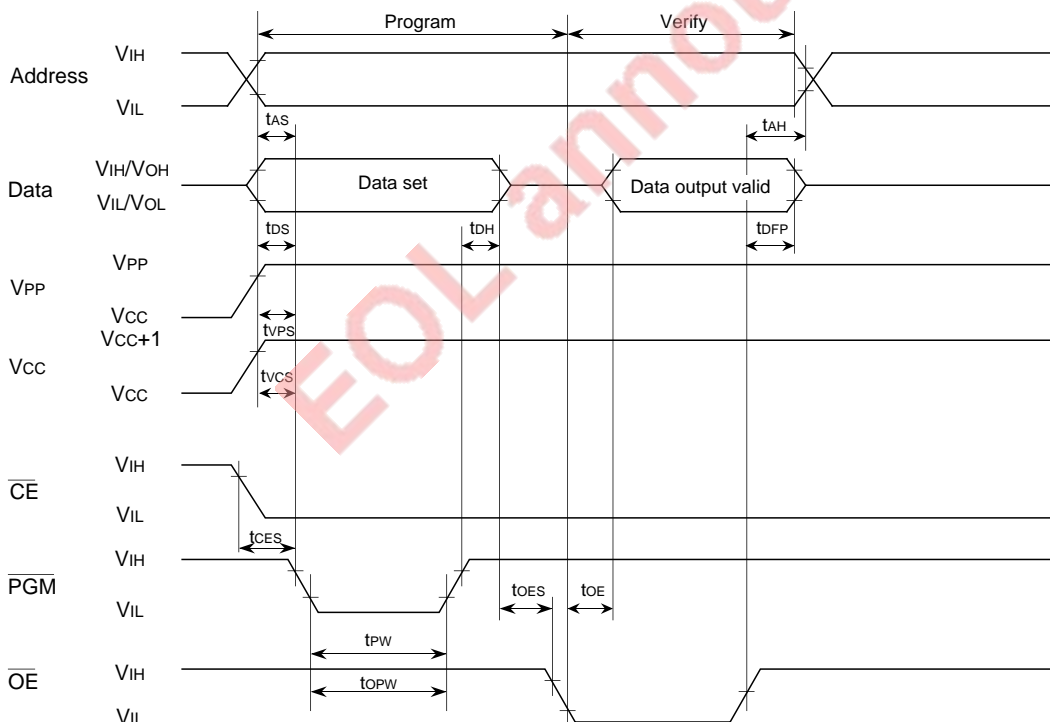 Program Verify
Address VIH
VIL
tAS tAH
Data VIH/VOH
VIL/VOL
Data set Data output valid
tDS tDH tDFP
VPP VPP
VCC
tVPS
VCC VCC+1
VCC
tVCS
CE VIH
VIL
tCES
PGM VIH
VIL
tOES tOE
tPW
OE VIH
tOPW
VIL
EOL annou